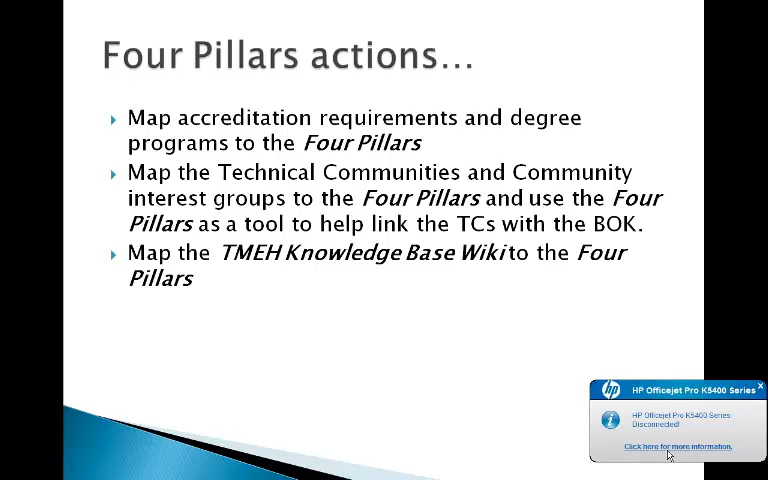 Four Pillars actions…
Map accreditation requirements and degree
programs to the Four Pillars
Map the Technical Communities and Community
interest groups to the Four Pillars and use the Four
Pillars as a tool to help link the TCs with the BOK.
Map the TMEH Knowledge Base Wiki to the Four
Pillars
hp HP Officejet Pro K5400 Series
HP Officejet Pro K5400 Series
Disconnected!
Click here for more information.